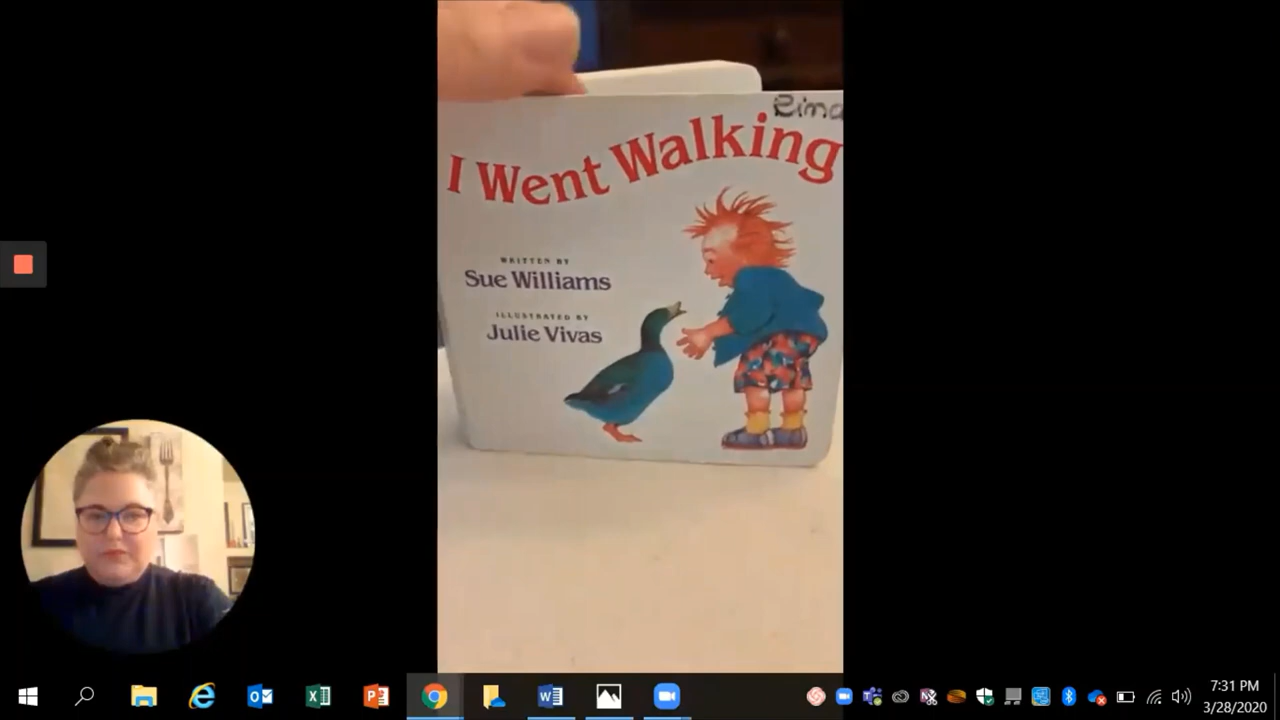 Rima
I Went Walking
WRITTEN BY
Sue Williams
ILLUSTRATED BY
Julie Vivas
7:31 PM
3/28/2020